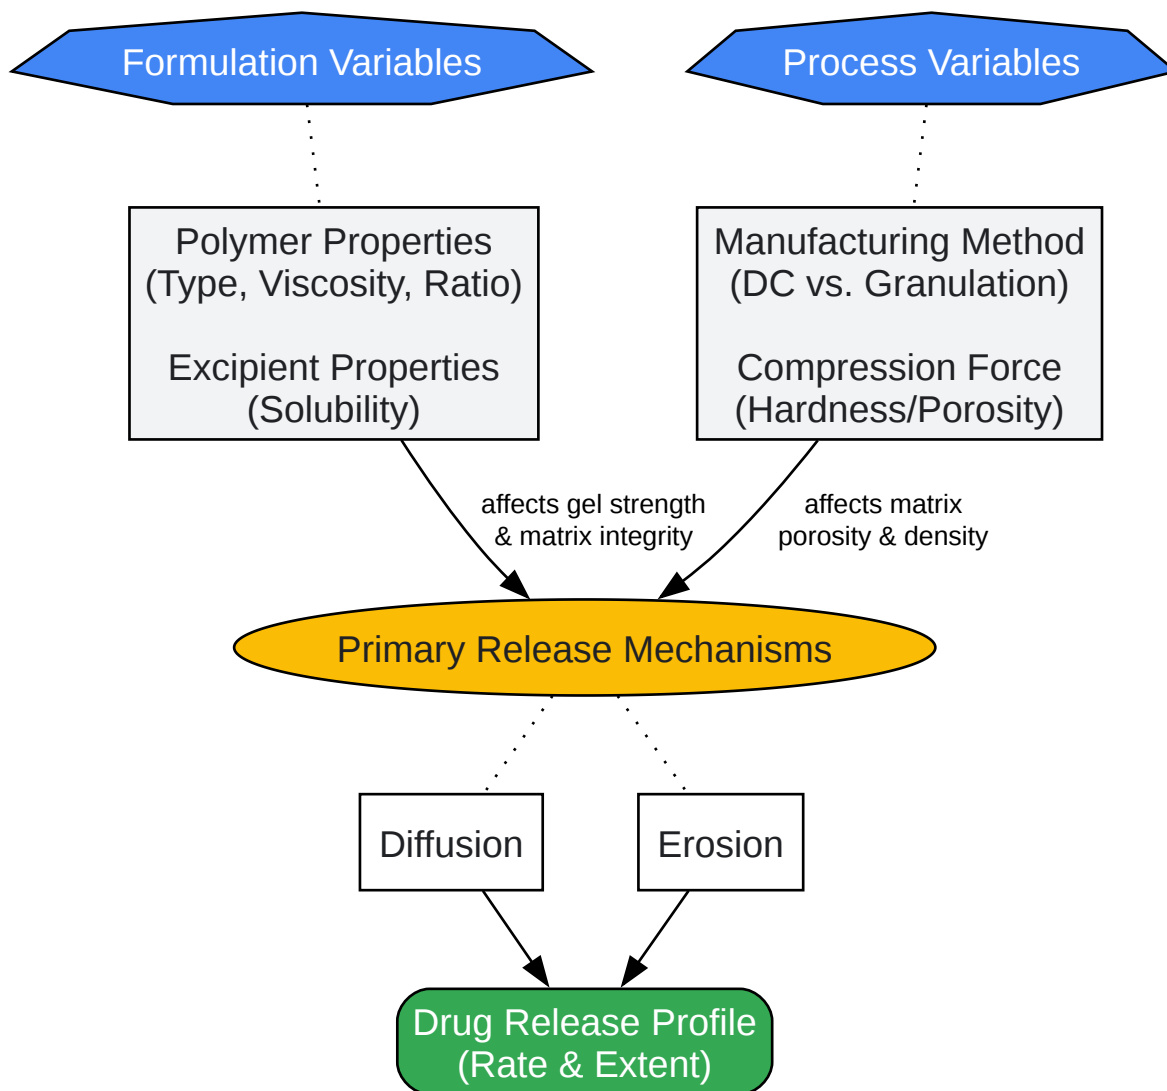 Formulation Variables
Process Variables
Polymer Properties
(Type, Viscosity, Ratio)
Excipient Properties
(Solubility)
Manufacturing Method
(DC vs. Granulation)
Compression Force
(Hardness/Porosity)
affects gel strength
& matrix integrity
affects matrix
porosity & density
Primary Release Mechanisms
Diffusion
Erosion
Drug Release Profile
(Rate & Extent)